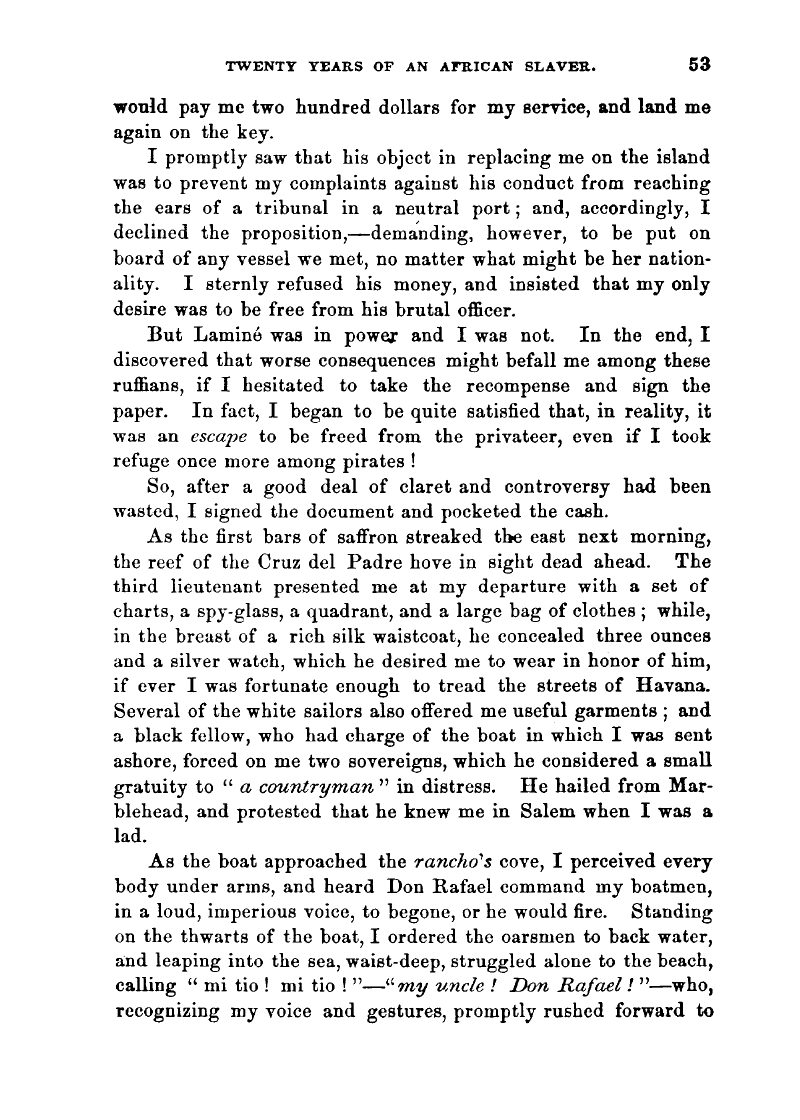 TWENTY YEARS OF AN AFRICAN SLAVER. 53
would pay me two hundred dollars for my service, and land me
again on the key.
I promptly saw that his object in replacing me on the island
was to prevent my complaints against his conduct from reaching
the ears of a tribunal in a neutral port; and, accordingly, I
declined the proposition,—demanding, however, to be put on
board of any vessel we met, no matter what might be her nation-
ality. I sternly refused his money, and insisted that my only
desire was to be free from his brutal officer.
But Laminé was in power and I was not. In the end, I
discovered that worse consequences might befall me among these
ruffians, if I hesitated to take the recompense and sign the
paper. In fact, I began to be quite satisfied that, in reality, it
was an escape to be freed from the privateer, even if I took
refuge once more among pirates !
So, after a good deal of claret and controversy had been
wasted, I signed the document and pocketed the cash.
As the first bars of saffron streaked the east next morning,
the reef of the Cruz del Padre hove in sight dead ahead. The
third lieutenant presented me at my departure with a set of
charts, a spy-glass, a quadrant, and a large bag of clothes ; while,
in the breast of a rich silk waistcoat, he concealed three ounces
and a silver watch, which he desired me to wear in honor of him,
if ever I was fortunate enough to tread the streets of Havana.
Several of the white sailors also offered me useful garments ; and
a black fellow, who had charge of the boat in which I was sent
ashore, forced on me two sovereigns, which he considered a small
gratuity to " a countryman " in distress. He hailed from Mar-
blehead, and protested that he knew me in Salem when I was a
lad.
As the boat approached the rancho's cove, I perceived every
body under arms, and heard Don Rafael command my boatmen,
in a loud, imperious voice, to begone, or he would fire. Standing
on the thwarts of the boat, I ordered the oarsmen to back water,
and leaping into the sea, waist-deep, struggled alone to the beach,
calling " mi tio ! mi tio ! "—" my uncle ! Don Rafael ! "—who,
recognizing my voice and gestures, promptly rushed forward to